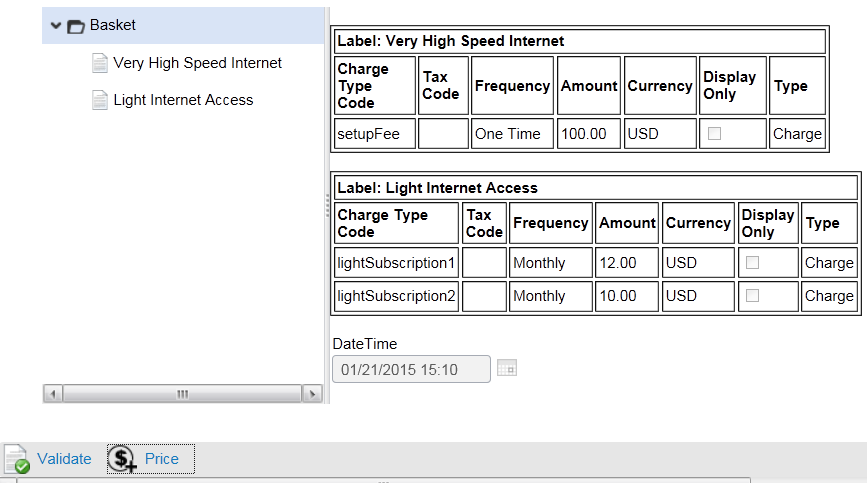 Basket
Very High Speed Internet
Light Internet Access
Label: Very High Speed Internet
Charge Type Code Tax Code Frequency Amount Currency Display Only Type
setupFee One Time 100.00 USD Charge
Label: Light Internet Access
Charge Type Code Tax Code Frequency Amount Currency Display Only Type
lightSubscription1 Monthly 12.00 USD Charge
lightSubscription2 Monthly 10.00 USD Charge
DateTime
01/21/2015 15:10
Validate Price